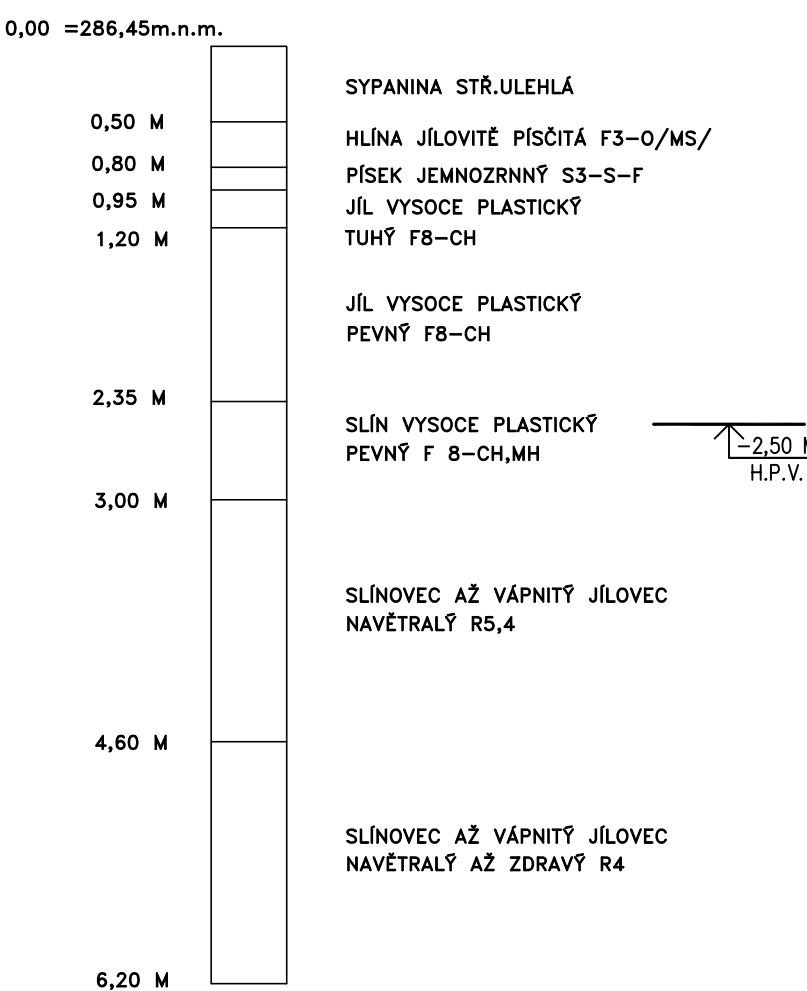 0,00 =286,45m.n.m.
SYPANINA STŘ.ULEHLÁ
0,50 M
HLÍNA JÍLOVITĚ PÍSČITÁ F3-O/MS/
0,80 M
PÍSEK JEMNOZRNNÝ S3-S-F
0,95 M
JÍL VYSOCE PLASTICKÝ
TUHÝ F8-CH
1,20 M
JÍL VYSOCE PLASTICKÝ
PEVNÝ F8-CH
2,35 M
SLÍN VYSOCE PLASTICKÝ
PEVNÝ F 8-CH,MH
-2,50 M
H.P.V.
3,00 M
SLÍNOVEC AŽ VÁPNITÝ JÍLOVEC
NAVĚTRALÝ R5,4
4,60 M
SLÍNOVEC AŽ VÁPNITÝ JÍLOVEC
NAVĚTRALÝ AŽ ZDRAVÝ R4
6,20 M